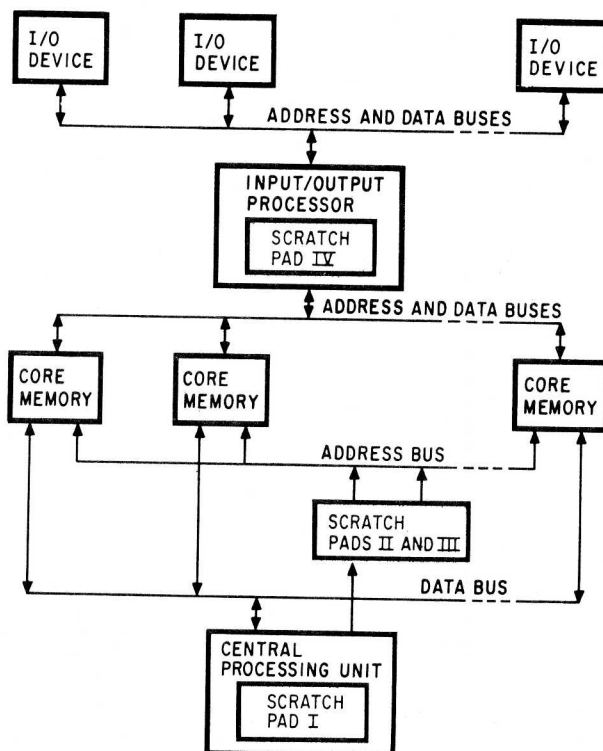 I/O
DEVICE
I/O
DEVICE
I/O
DEVICE
ADDRESS AND DATA BUSES
INPUT/OUTPUT
PROCESSOR
SCRATCH
PAD IV
ADDRESS AND DATA BUSES
CORE
MEMORY
CORE
MEMORY
CORE
MEMORY
ADDRESS BUS
SCRATCH
PADS II AND III
DATA BUS
CENTRAL
PROCESSING UNIT
SCRATCH
PAD I